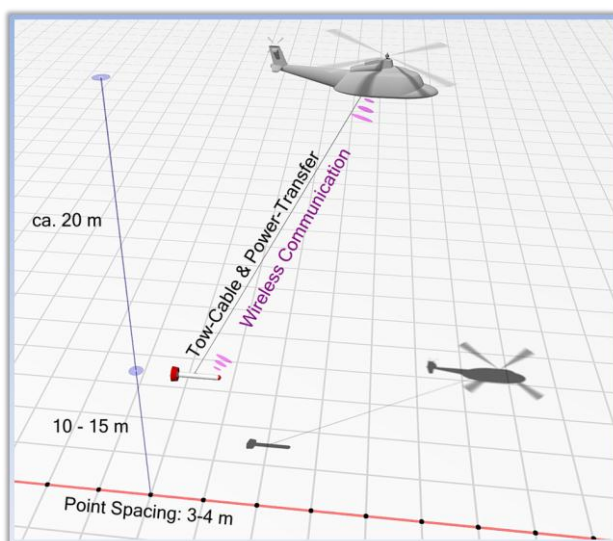 ca. 20 m
Tow-Cable & Power-Transfer
Wireless Communication
10 - 15 m
Point Spacing: 3-4 m